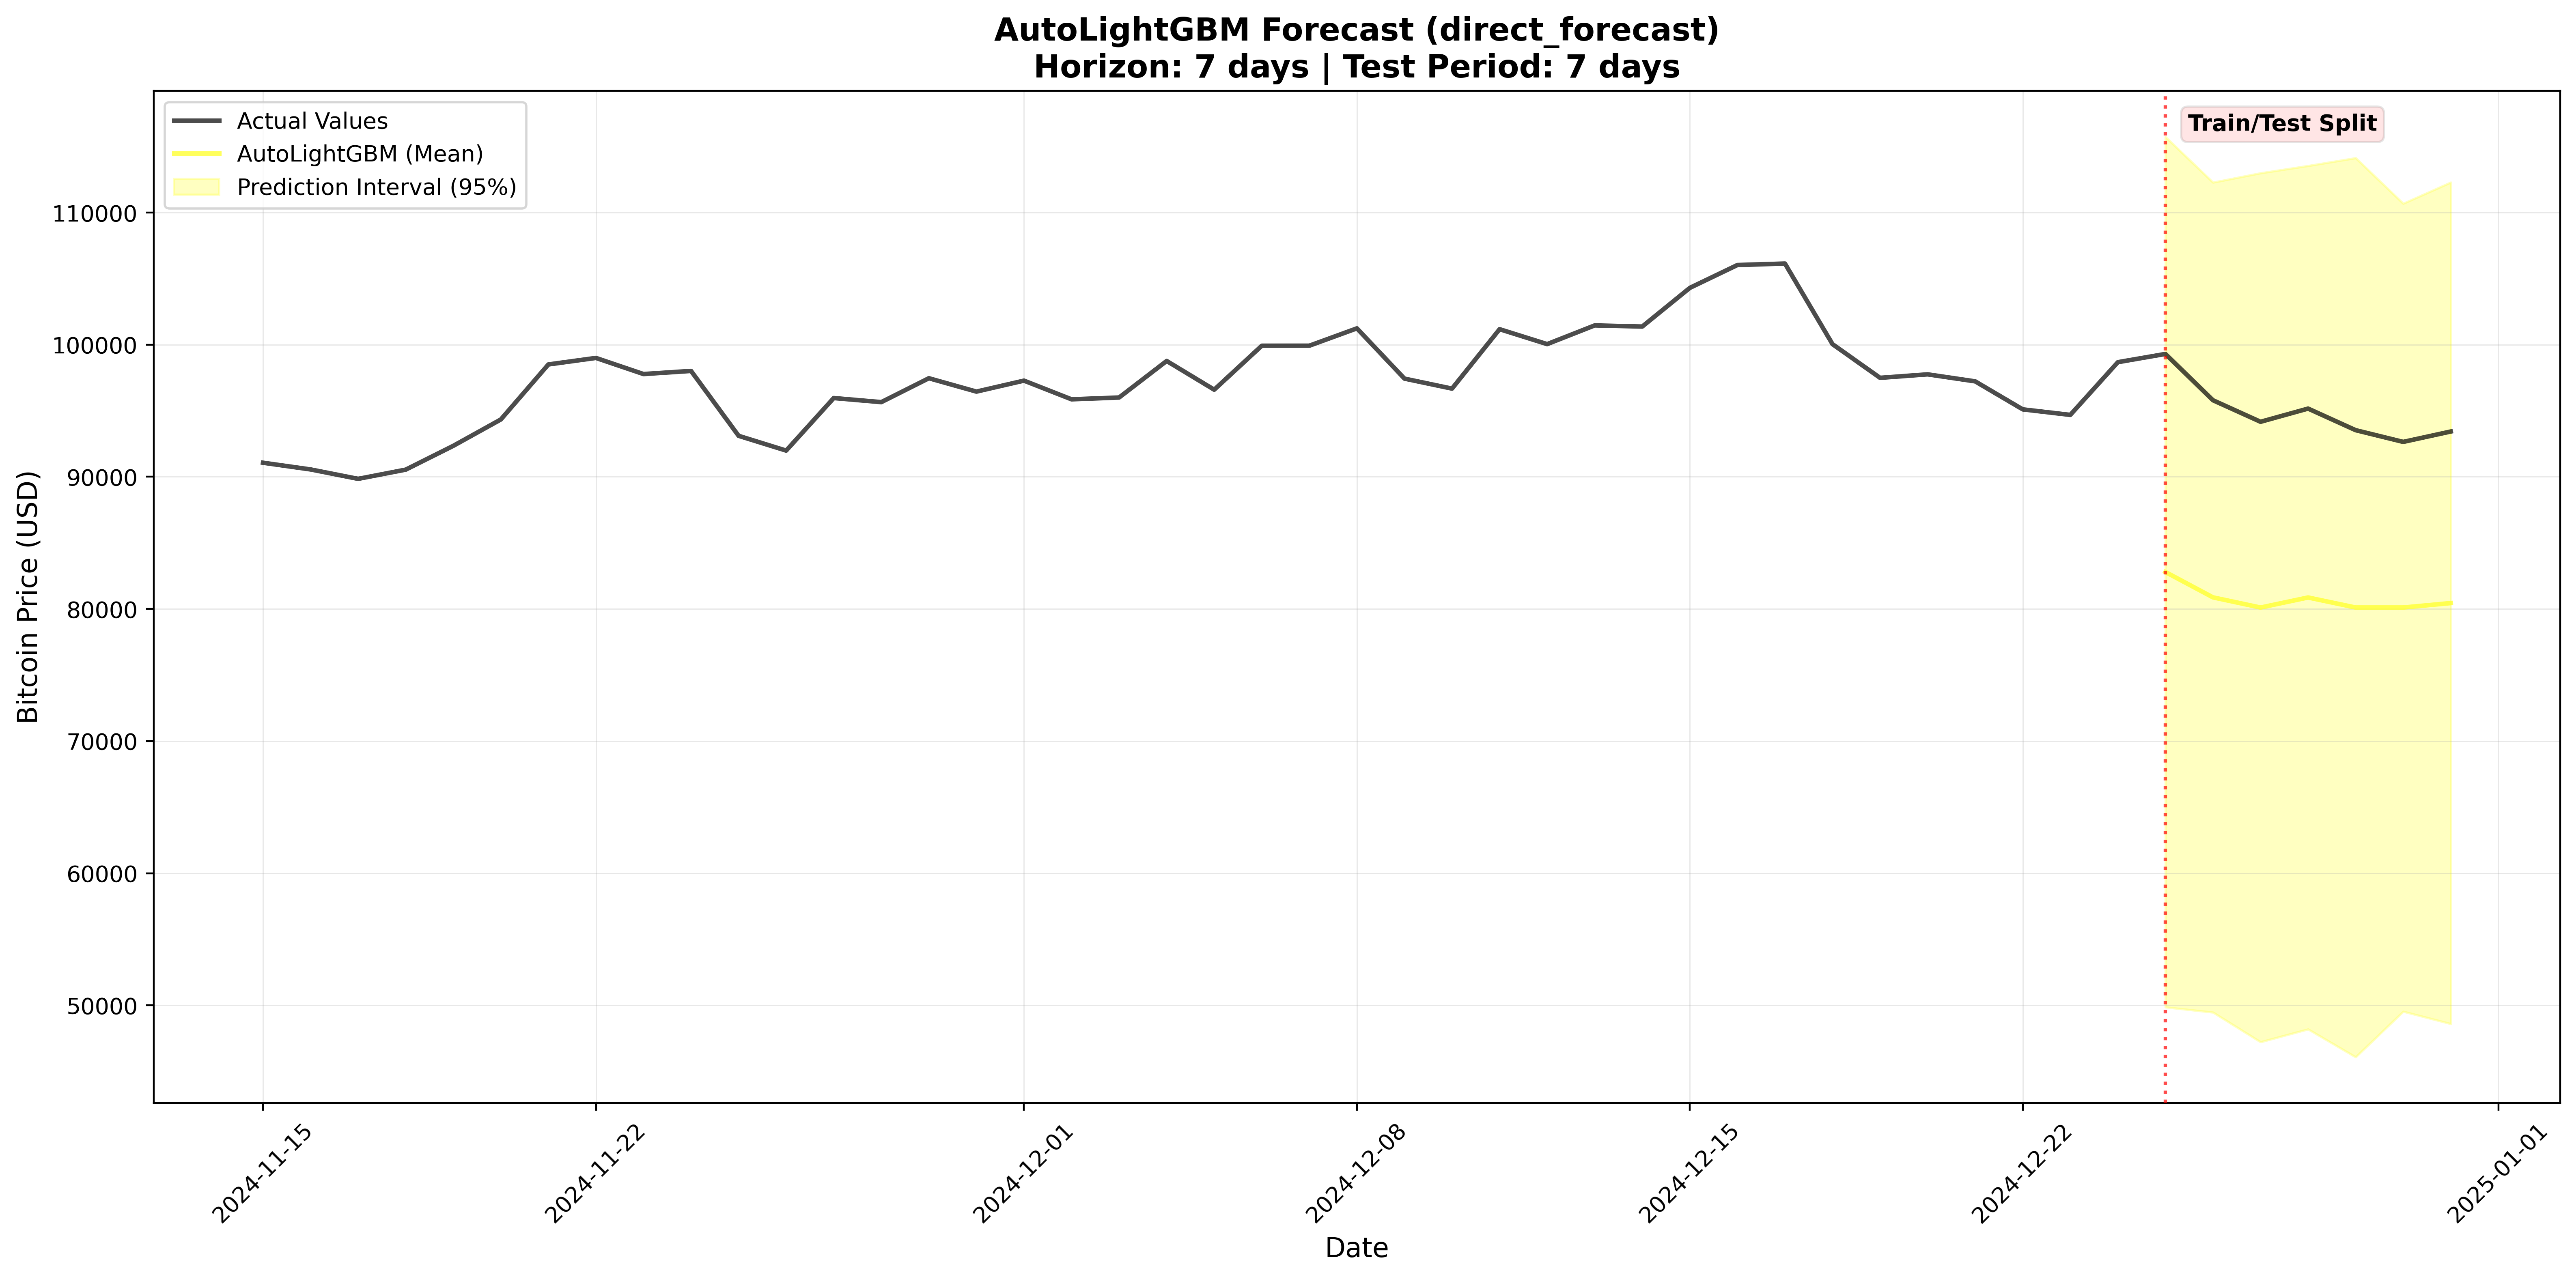 AutoLightGBM Forecast (direct_forecast)
Horizon: 7 days | Test Period: 7 days
Actual Values
AutoLightGBM (Mean)
Prediction Interval (95%)
Train/Test Split
110000
100000
90000
80000
70000
60000
50000
Bitcoin Price (USD)
2024-11-15
2024-11-22
2024-12-01
2024-12-08
2024-12-15
2024-12-22
2025-01-01
Date